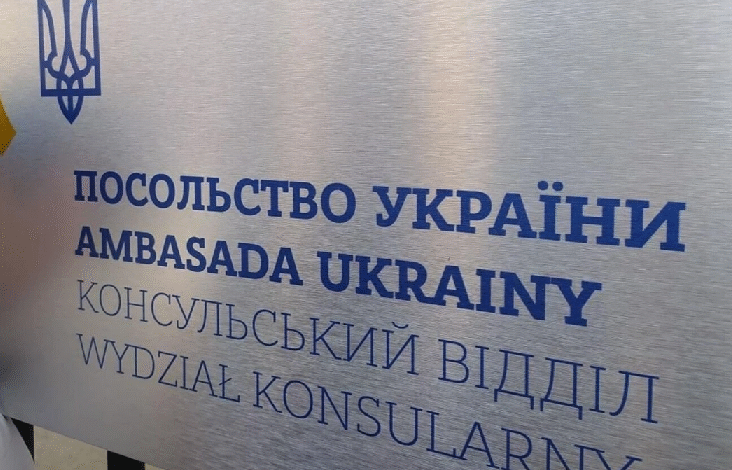 ПОСОЛЬСТВО УКРАЇНИ
AMBASADA UKRAINY
КОНСУЛЬСЬКИЙ ВІДДІЛ
WYDZIAŁ KONSULARNY